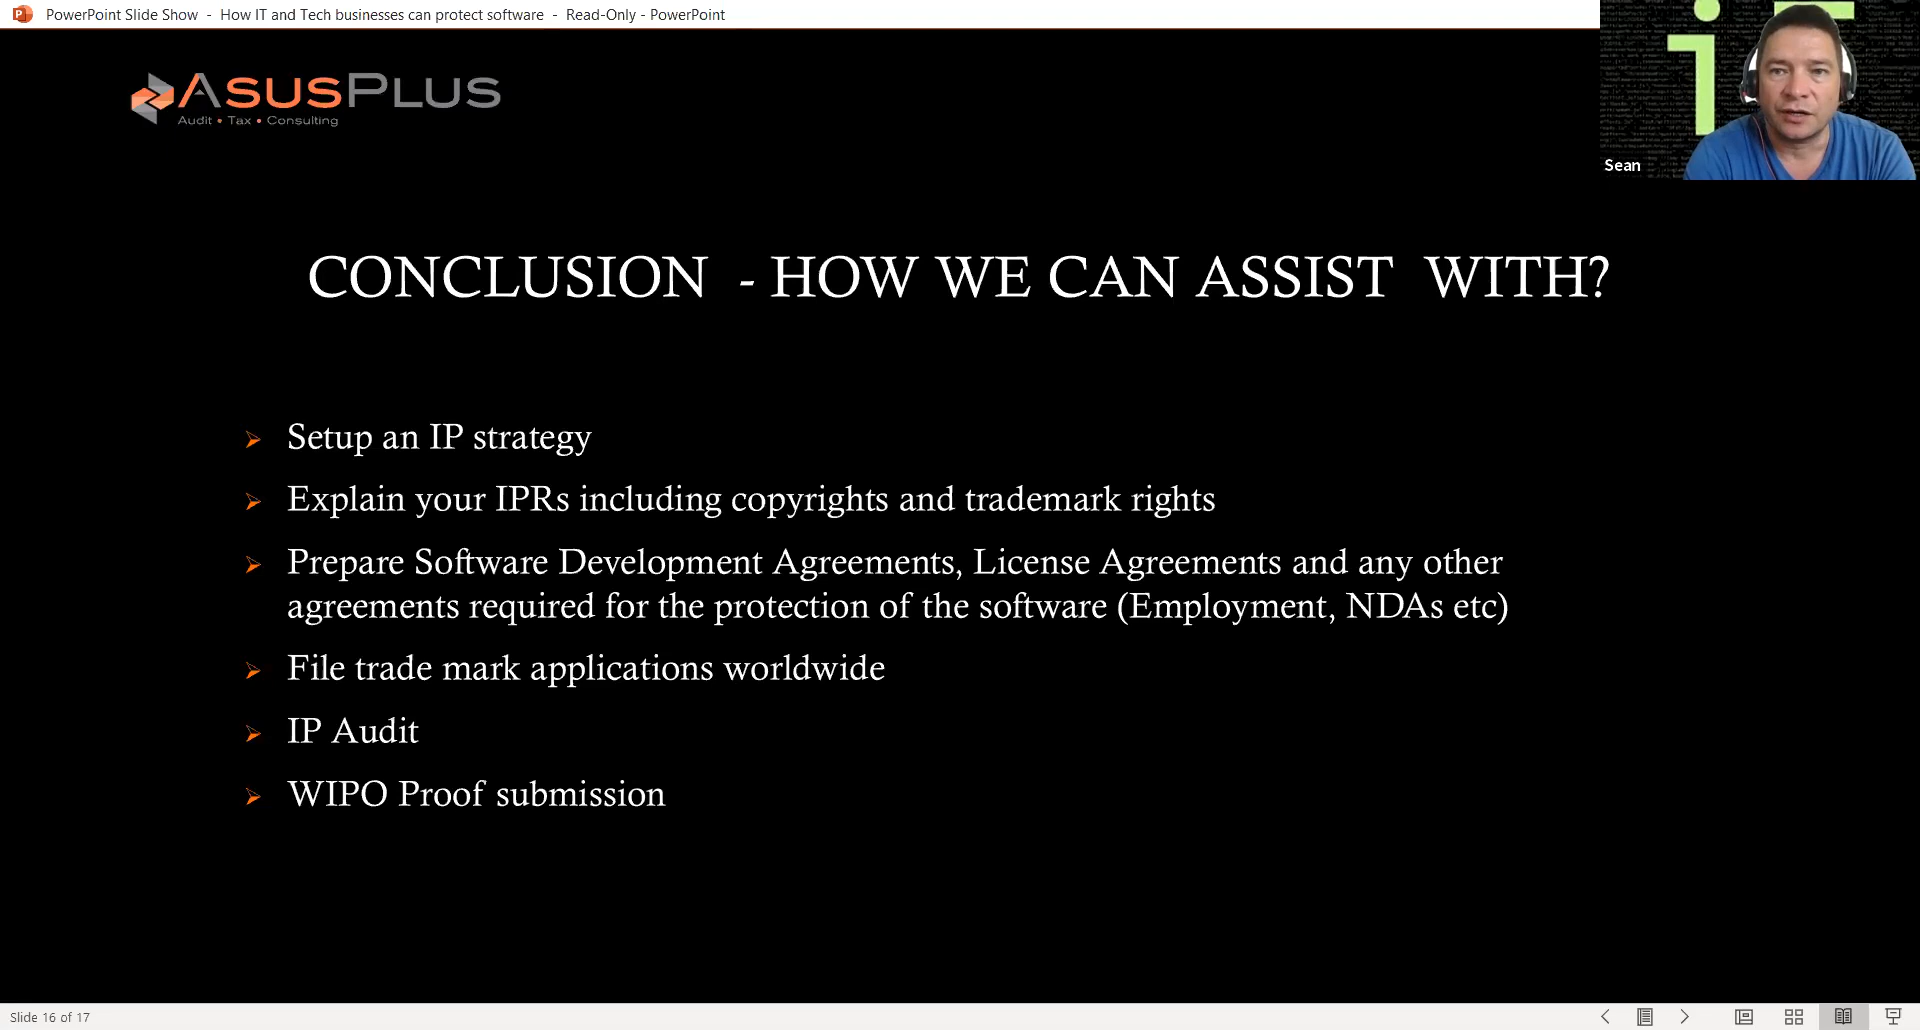 PowerPoint Slide Show - How IT and Tech businesses can protect software - Read-Only - PowerPoint
ASUSPLUS
Audit • Tax • Consulting
Sean
CONCLUSION - HOW WE CAN ASSIST WITH?
Setup an IP strategy
Explain your IPRs including copyrights and trademark rights
Prepare Software Development Agreements, License Agreements and any other
agreements required for the protection of the software (Employment, NDAs etc)
File trade mark applications worldwide
IP Audit
WIPO Proof submission
Slide 16 of 17